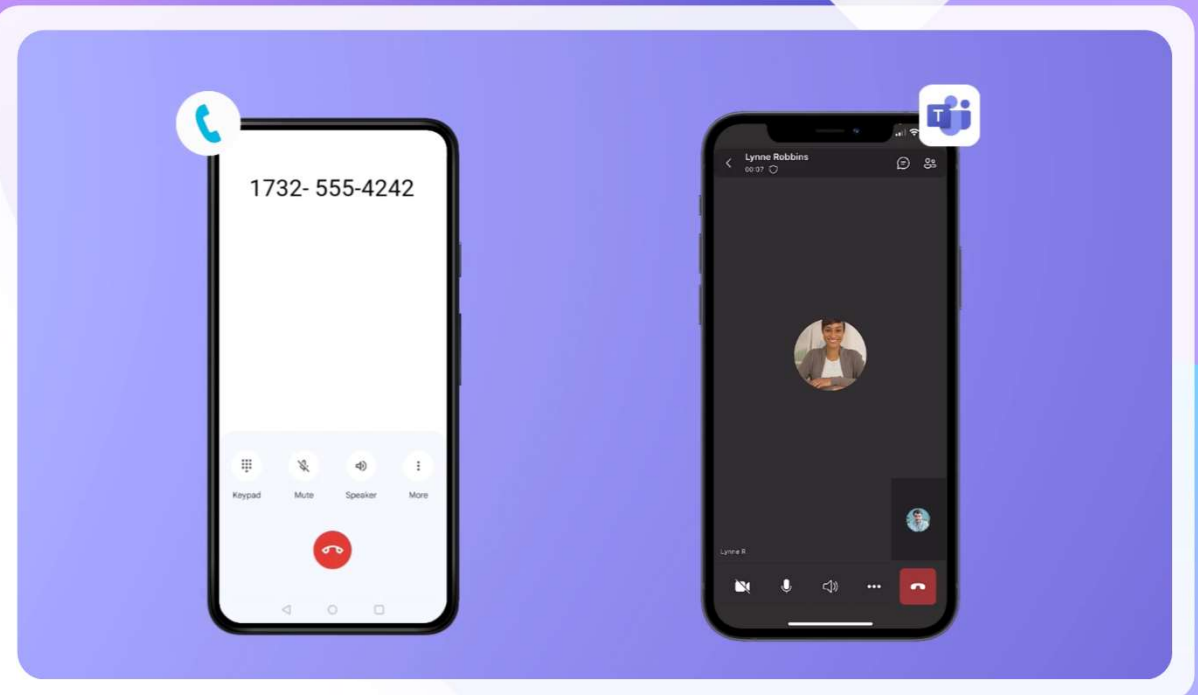 1732- 555-4242
Keypad Mute Speaker More
T
Lynne Robbins
00:07
Lynne R